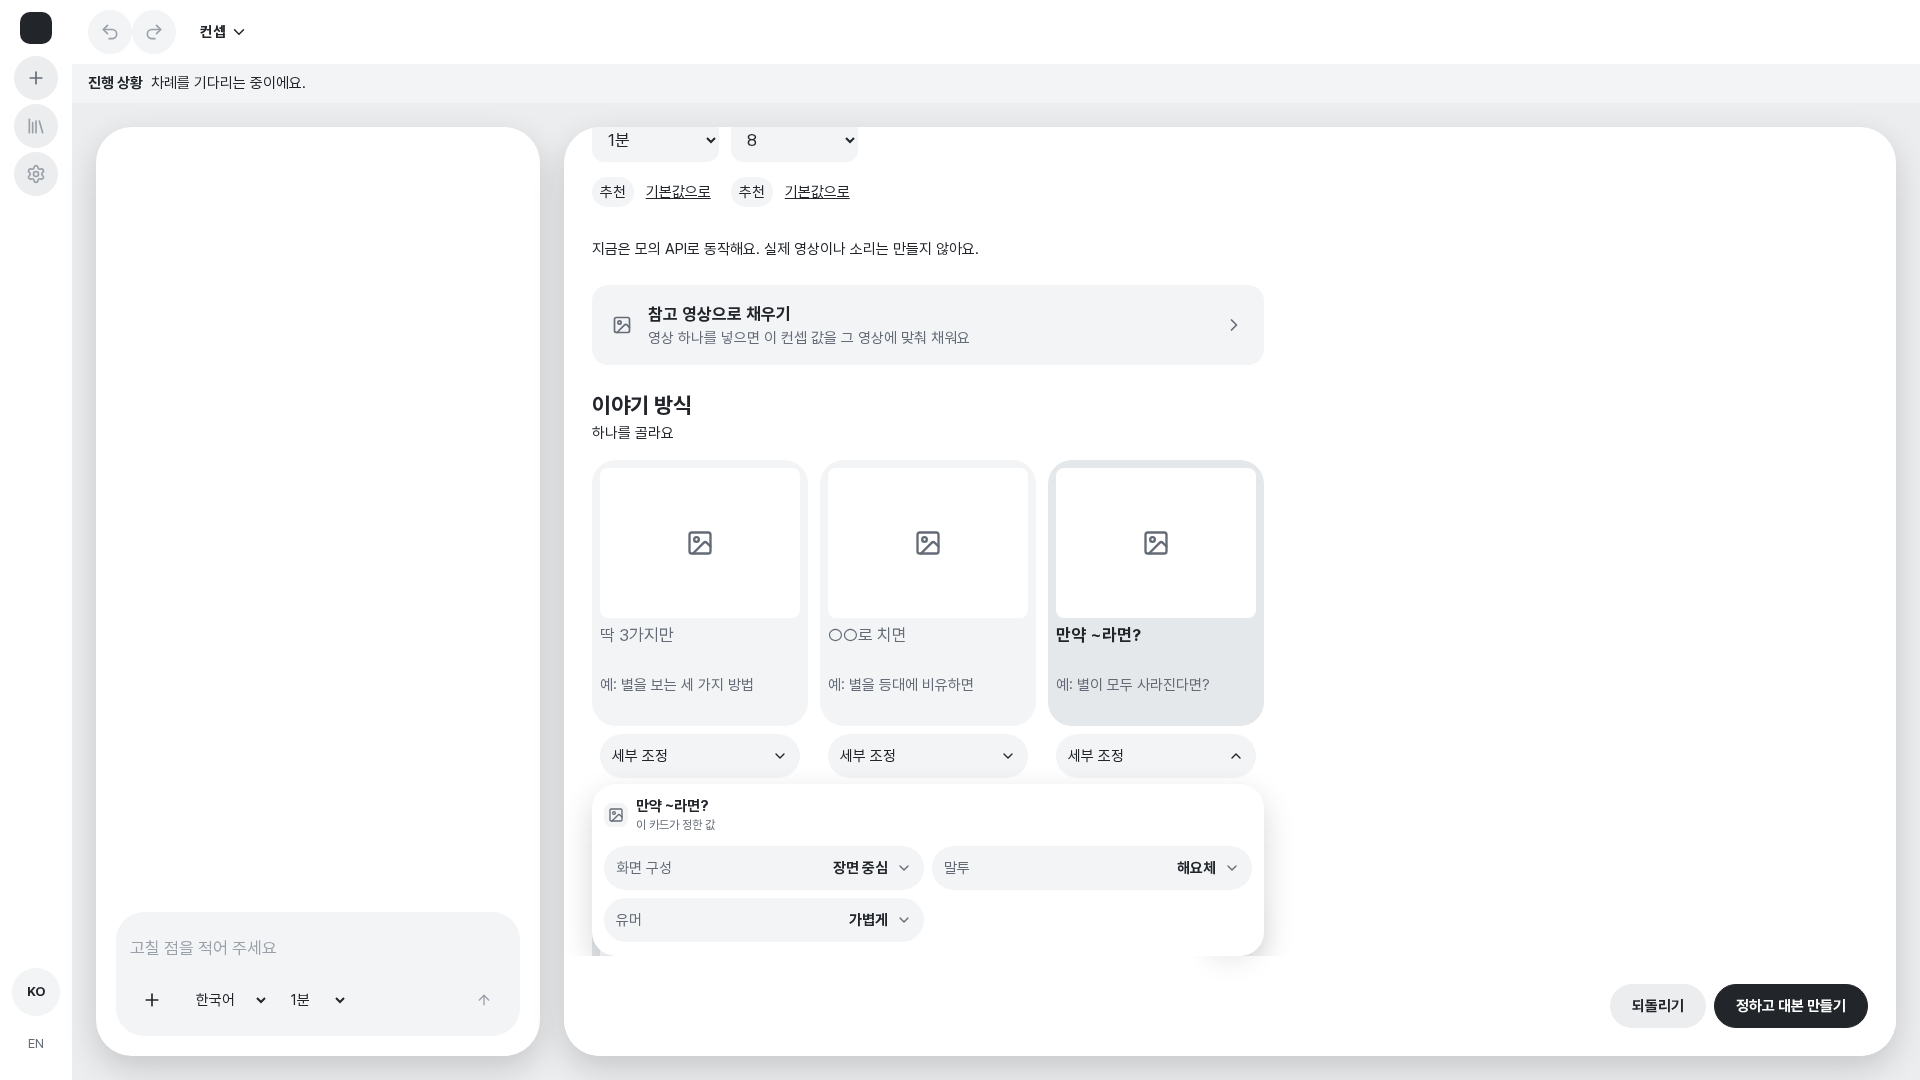 컨셉
진행 상황 차례를 기다리는 중이에요.
1분 8
추천 기본값으로 추천 기본값으로
지금은 모의 API로 동작해요. 실제 영상이나 소리는 만들지 않아요.
참고 영상으로 채우기
영상 하나를 넣으면 이 컨셉 값을 그 영상에 맞춰 채워요
이야기 방식
하나를 골라요
딱 3가지만
예: 별을 보는 세 가지 방법
세부 조정
○○로 치면
예: 별을 등대에 비유하면
세부 조정
만약 ~라면?
예: 별이 모두 사라진다면?
세부 조정
만약 ~라면?
이 카드가 정한 값
화면 구성 장면 중심
말투 해요체
유머 가볍게
고칠 점을 적어 주세요
한국어 1분
되돌리기 정하고 대본 만들기
KO
EN